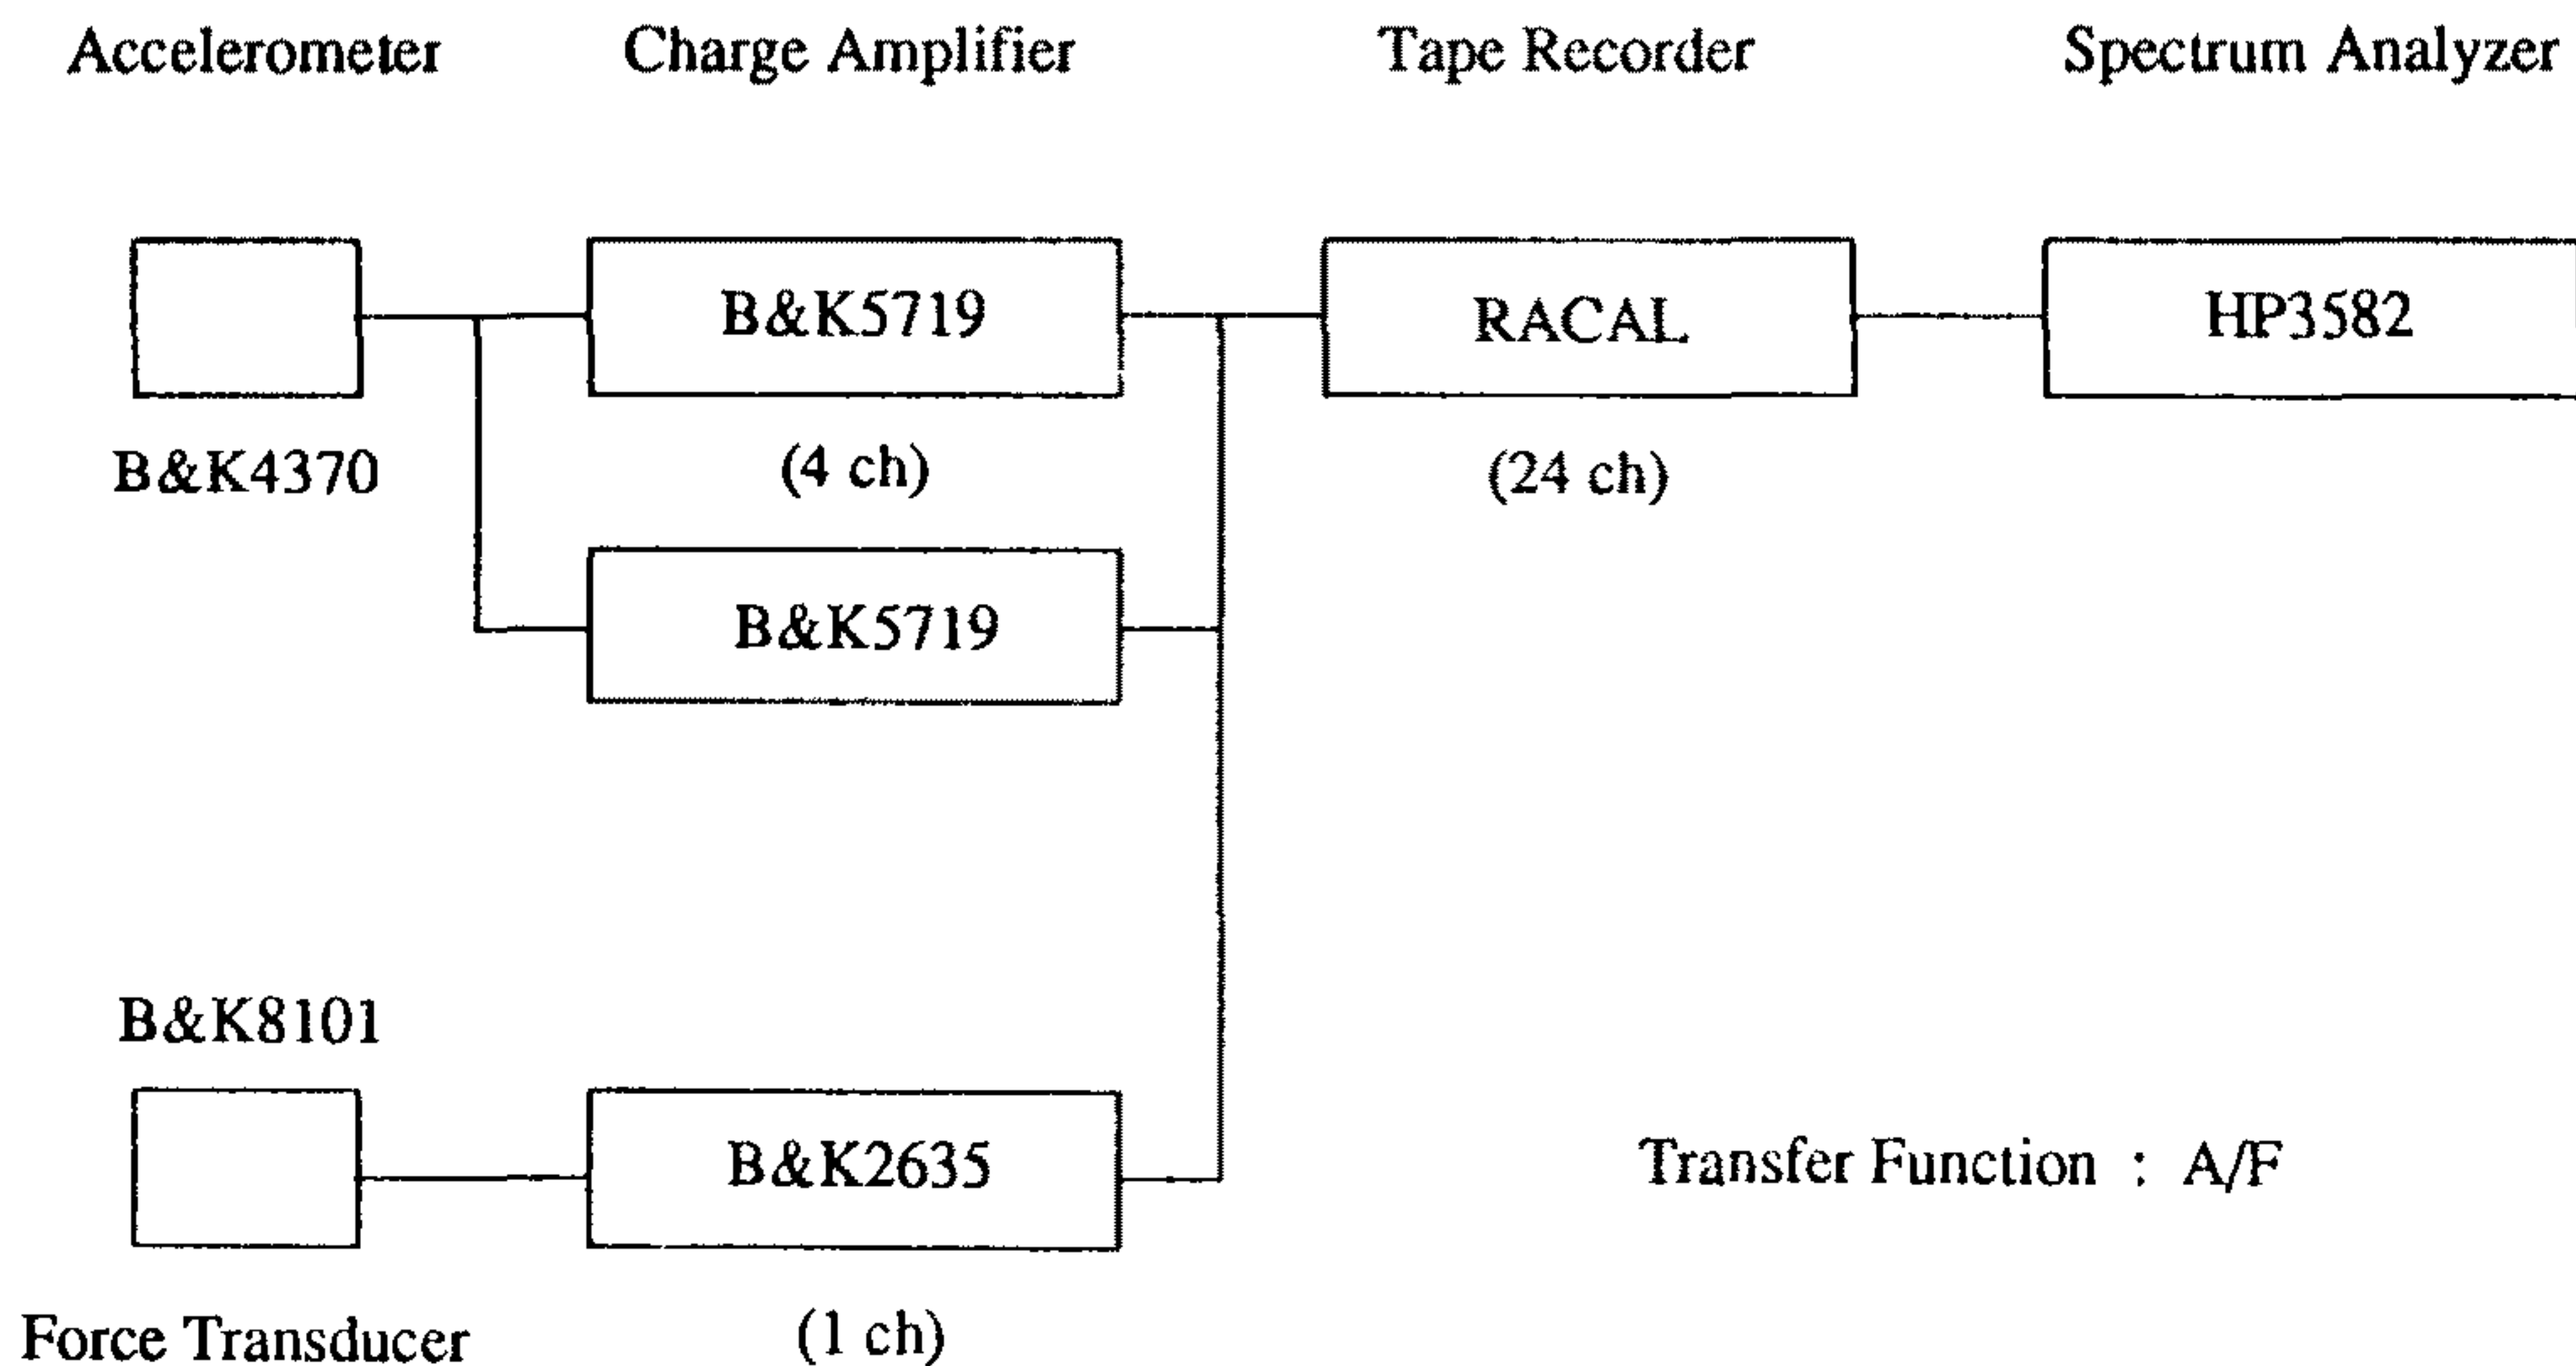 Accelerometer
Charge Amplifier
Tape Recorder
Spectrum Analyzer
B&K5719
RACAL
HP3582
B&K4370
(4 ch)
(24 ch)
B&K5719
B&K8101
B&K2635
Transfer Function : A/F
Force Transducer
(1 ch)